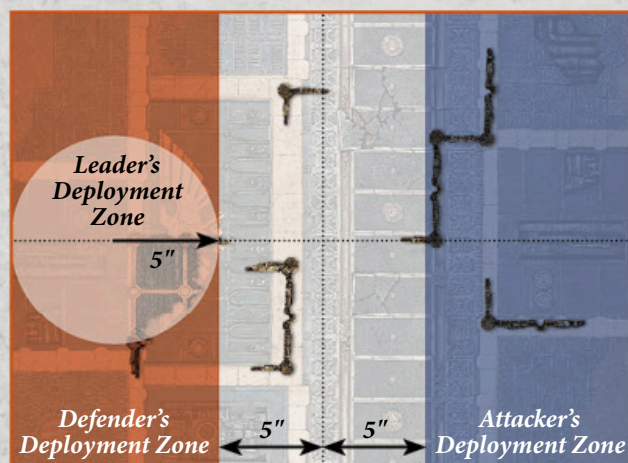 Leader's
Deployment
Zone
5"
Defender's
Deployment Zone
5"
5"
Attacker's
Deployment Zone